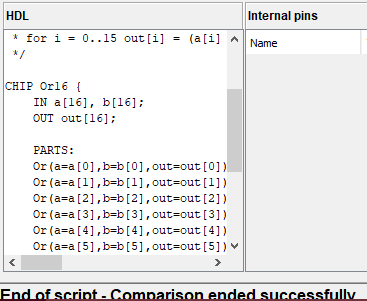 HDL
Internal pins
Name
* for i = 0..15 out[i] = (a[i]
*/
CHIP Or16 {
IN a[16], b[16];
OUT out[16];
PARTS:
Or(a=a[0],b=b[0],out=out[0])
Or(a=a[1],b=b[1],out=out[1])
Or(a=a[2],b=b[2],out=out[2])
Or(a=a[3],b=b[3],out=out[3])
Or(a=a[4],b=b[4],out=out[4])
Or(a=a[5],b=b[5],out=out[5])
End of script - Comparison ended successfully